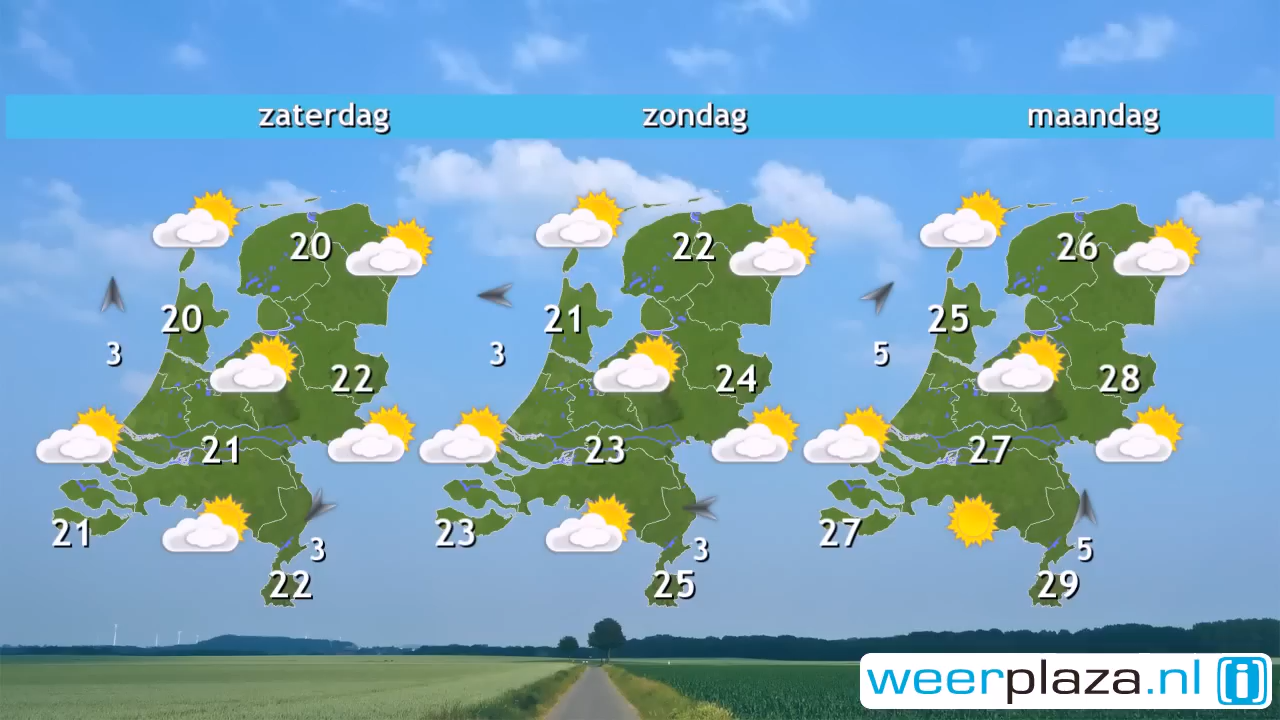 zaterdag zondag maandag
20 22 26
20 21 25
3 3 5
22 24 28
21 23 27
21 23 27
3 3 5
22 25 29
weerplaza.nl